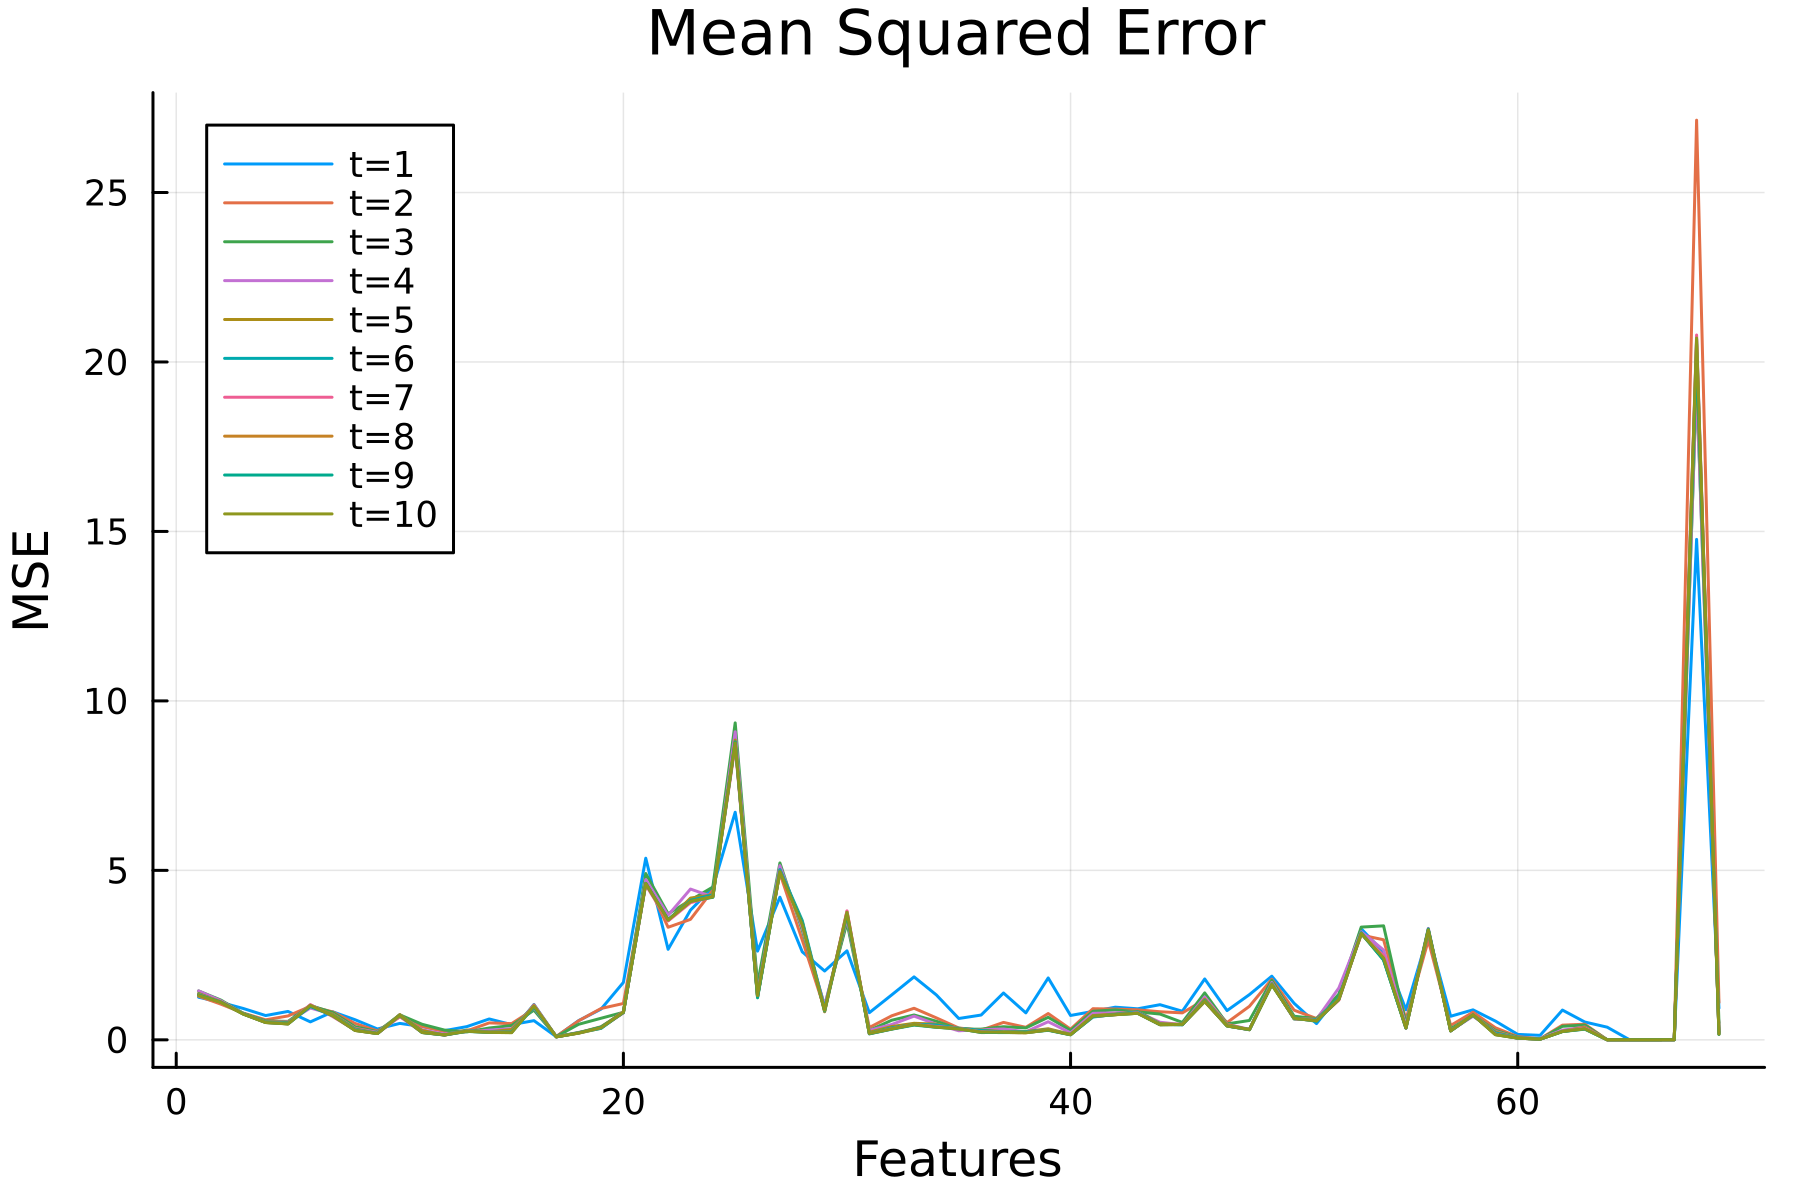 Mean Squared Error
t=1
t=2
t=3
t=4
t=5
t=6
t=7
t=8
t=9
t=10
25
20
15
10
5
0
MSE
0 20 40 60
Features